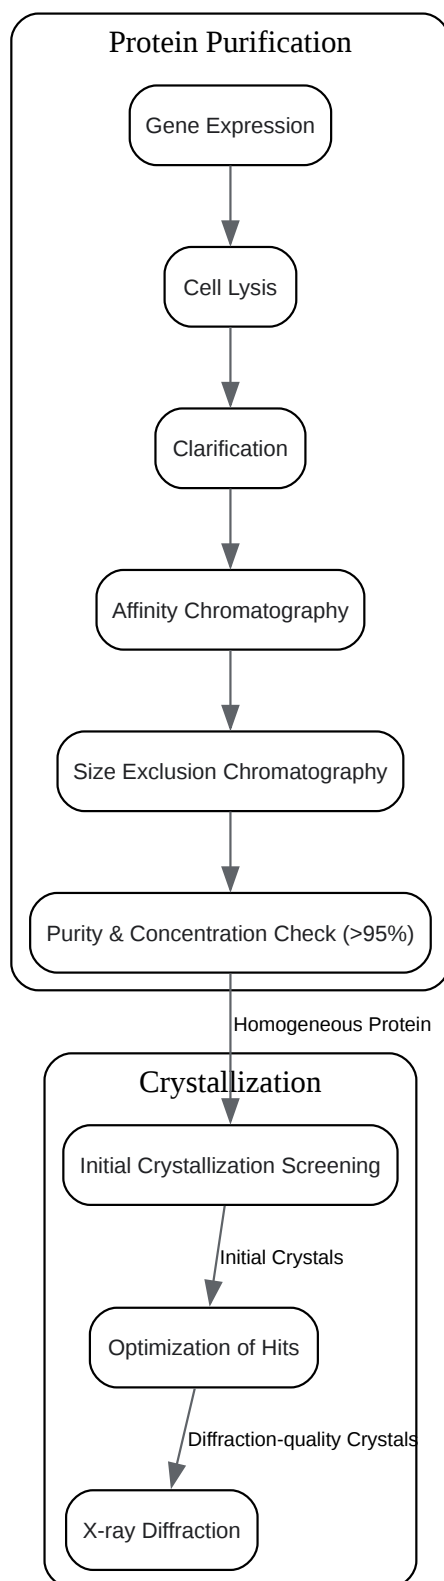 Protein Purification
Gene Expression
Cell Lysis
Clarification
Affinity Chromatography
Size Exclusion Chromatography
Purity & Concentration Check (>95%)
Homogeneous Protein
Crystallization
Initial Crystallization Screening
Initial Crystals
Optimization of Hits
Diffraction-quality Crystals
X-ray Diffraction